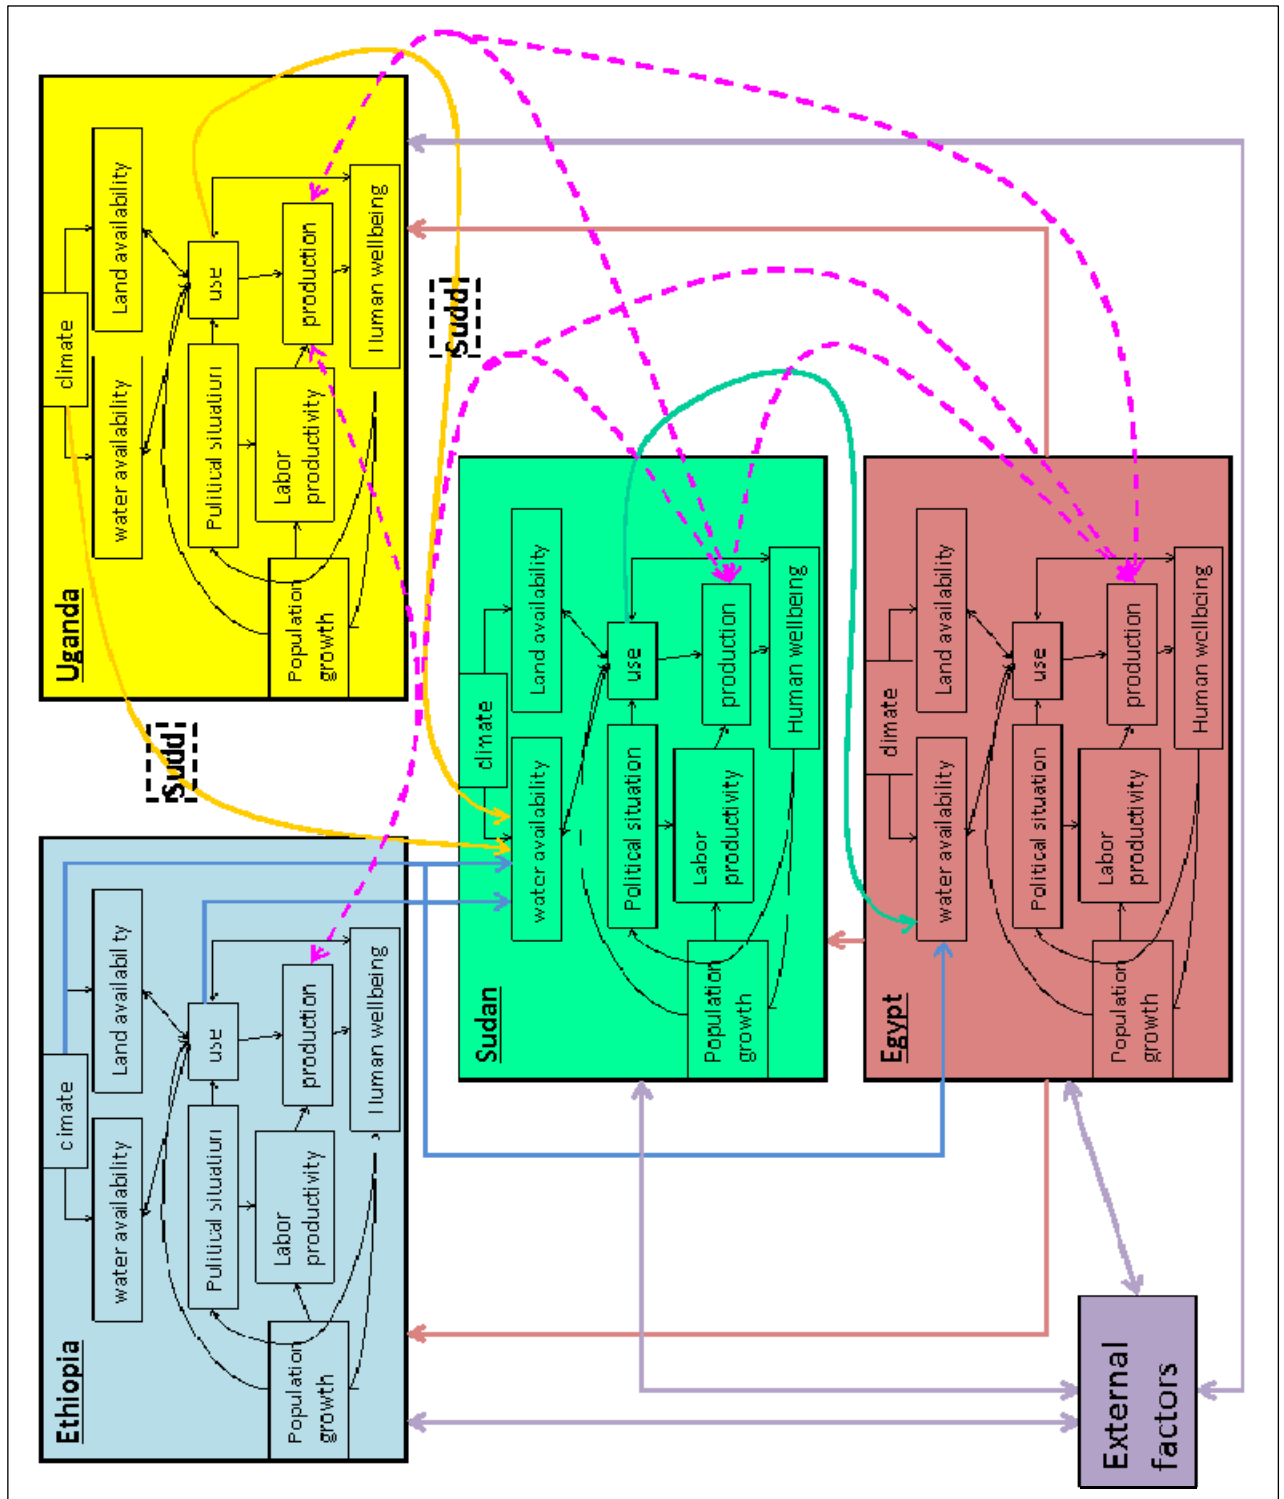 Ethiopia
climate
water availability
Land availability
Political situation
use
Labor
productivity
production
Population
growth
Human wellbeing
Uganda
climate
water availability
Land availability
Political situation
use
Labor
productivity
production
Population
growth
Human wellbeing
Sudd
Sudd
Sudan
climate
water availability
Land availability
Political situation
use
Labor
productivity
production
Population
growth
Human wellbeing
Egypt
climate
water availability
Land availability
Political situation
use
Labor
productivity
production
Population
growth
Human wellbeing
External
factors